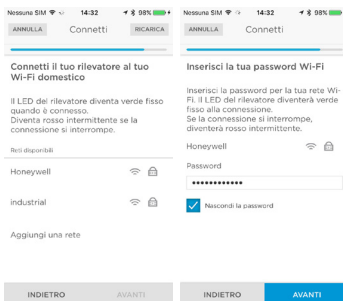 Nessuna SIM 14:32 98%
ANNULLA Connetti RICARICA
Connetti il tuo rilevatore al tuo
Wi-Fi domestico
Il LED del rilevatore diventa verde fisso
quando è connesso.
Diventa rosso intermittente se la
connessione si interrompe.
Reti disponibili
Honeywell
industrial
Aggiungi una rete
INDIETRO AVANTI
Nessuna SIM 14:32 98%
ANNULLA Connetti
Inserisci la tua password Wi-Fi
Inserisci la password per la tua rete Wi-
Fi. Il LED del rilevatore diventerà verde
fisso alla connessione.
Se la connessione si interrompe,
diventerà rosso intermittente.
Honeywell
Password
••••••••••••
Nascondi la password
INDIETRO AVANTI